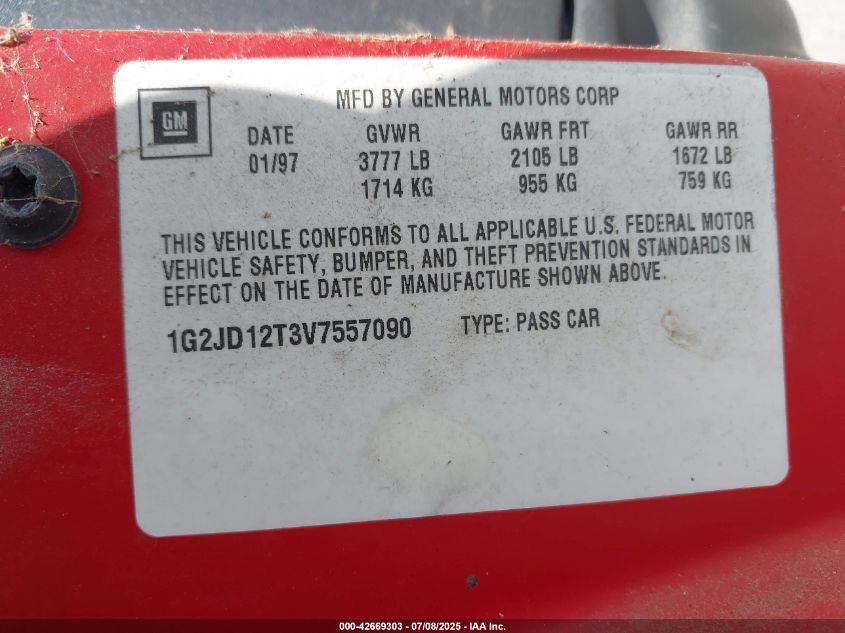 GM
MFD BY GENERAL MOTORS CORP
DATE GVWR GAWR FRT GAWR RR
01/97 3777 LB 2105 LB 1672 LB
1714 KG 955 KG 759 KG
THIS VEHICLE CONFORMS TO ALL APPLICABLE U.S. FEDERAL MOTOR
VEHICLE SAFETY, BUMPER, AND THEFT PREVENTION STANDARDS IN
EFFECT ON THE DATE OF MANUFACTURE SHOWN ABOVE.
1G2JD12T3V7557090 TYPE: PASS CAR
000-42669303 - 07/08/2025 - IAA Inc.